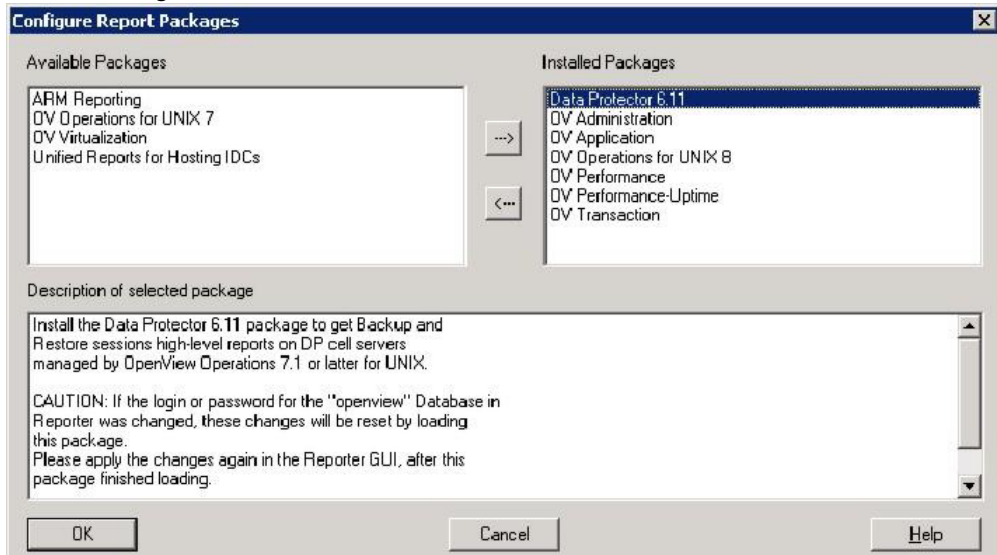 Configure Report Packages
Available Packages
Installed Packages
ARM Reporting
OV Operations for UNIX 7
OV Virtualization
Unified Reports for Hosting IDCs
--->
<---
Data Protector 6.11
OV Administration
OV Application
OV Operations for UNIX 8
OV Performance
OV Performance-Uptime
OV Transaction
Description of selected package
Install the Data Protector 6.11 package to get Backup and
Restore sessions high-level reports on DP cell servers
managed by OpenView Operations 7.1 or latter for UNIX.
CAUTION: If the login or password for the "openview" Database in
Reporter was changed, these changes will be reset by loading
this package.
Please apply the changes again in the Reporter GUI, after this
package finished loading.
OK
Cancel
Help